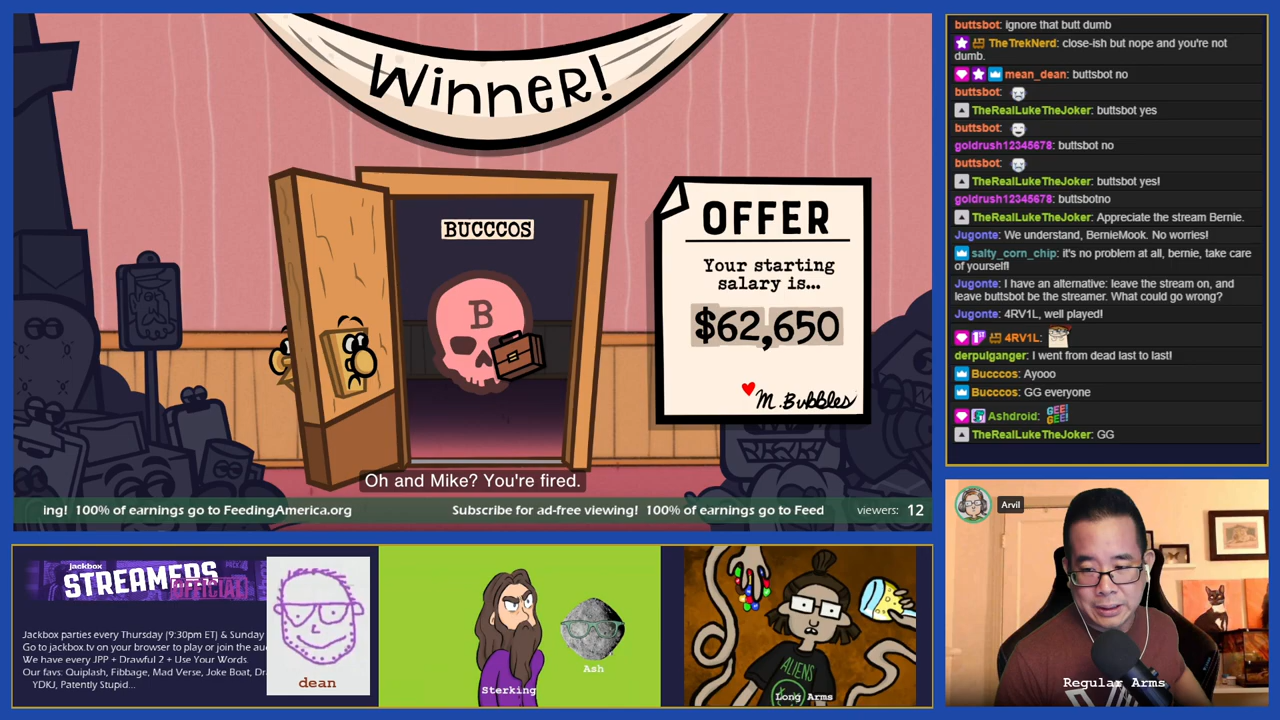 Winner!
BUCCCOS
B
OFFER
Your starting
salary is...
$62,650
M.Bubbles
Oh and Mike? You're fired.
ing! 100% of earnings go to FeedingAmerica.org Subscribe for ad-free viewing! 100% of earnings go to Feed viewers: 12
jackbox
STREAMERS
OFFICIAL
Jackbox parties every Thursday (9:30pm ET) & Sunday
Go to jackbox.tv on your browser to play or join the au
We have every JPP + Drawful 2 + Use Your Words
Our favs: Quiplash, Fibbage, Mad Verse, Joke Boat, Dr
YDKJ, Patently Stupid...
dean
Sterking
Ash
ALIENS
Long Arms
buttsbot: ignore that butt dumb
TheTrekNerd: close-ish but nope and you're not
dumb.
mean_dean: buttsbot no
buttsbot:
TheRealLukeTheJoker: buttsbot yes
buttsbot:
goldrush12345678: buttsbot no
buttsbot:
TheRealLukeTheJoker: buttsbot yes!
goldrush12345678: buttsbotno
TheRealLukeTheJoker: Appreciate the stream Bernie.
Jugonte: We understand, BernieMook. No worries!
salty_corn_chip: it's no problem at all, bernie, take care
of yourself!
Jugonte: I have an alternative: leave the stream on, and
leave buttsbot be the streamer. What could go wrong?
Jugonte: 4RV1L, well played!
1ST 4RV1L:
derpulganger: I went from dead last to last!
Bucccos: Ayooo
Bucccos: GG everyone
Ashdroid: GEE GEE!
TheRealLukeTheJoker: GG
Arvil
Regular Arms